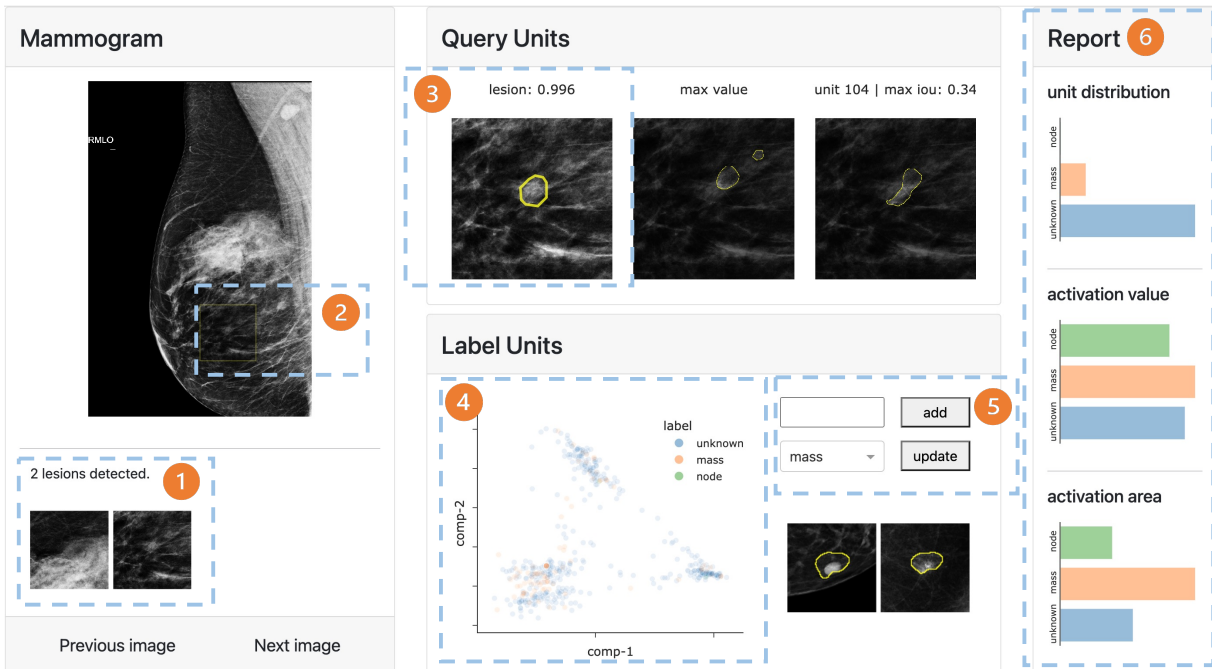 Mammogram
RMLO
2
2 lesions detected.
1
Previous image
Next image
Query Units
3
lesion: 0.996
max value
unit 104 | max iou: 0.34
Label Units
4
label
unknown
mass
node
comp-2
comp-1
add
5
mass
update
Report
6
unit distribution
node
mass
unknown
activation value
node
mass
unknown
activation area
node
mass
unknown